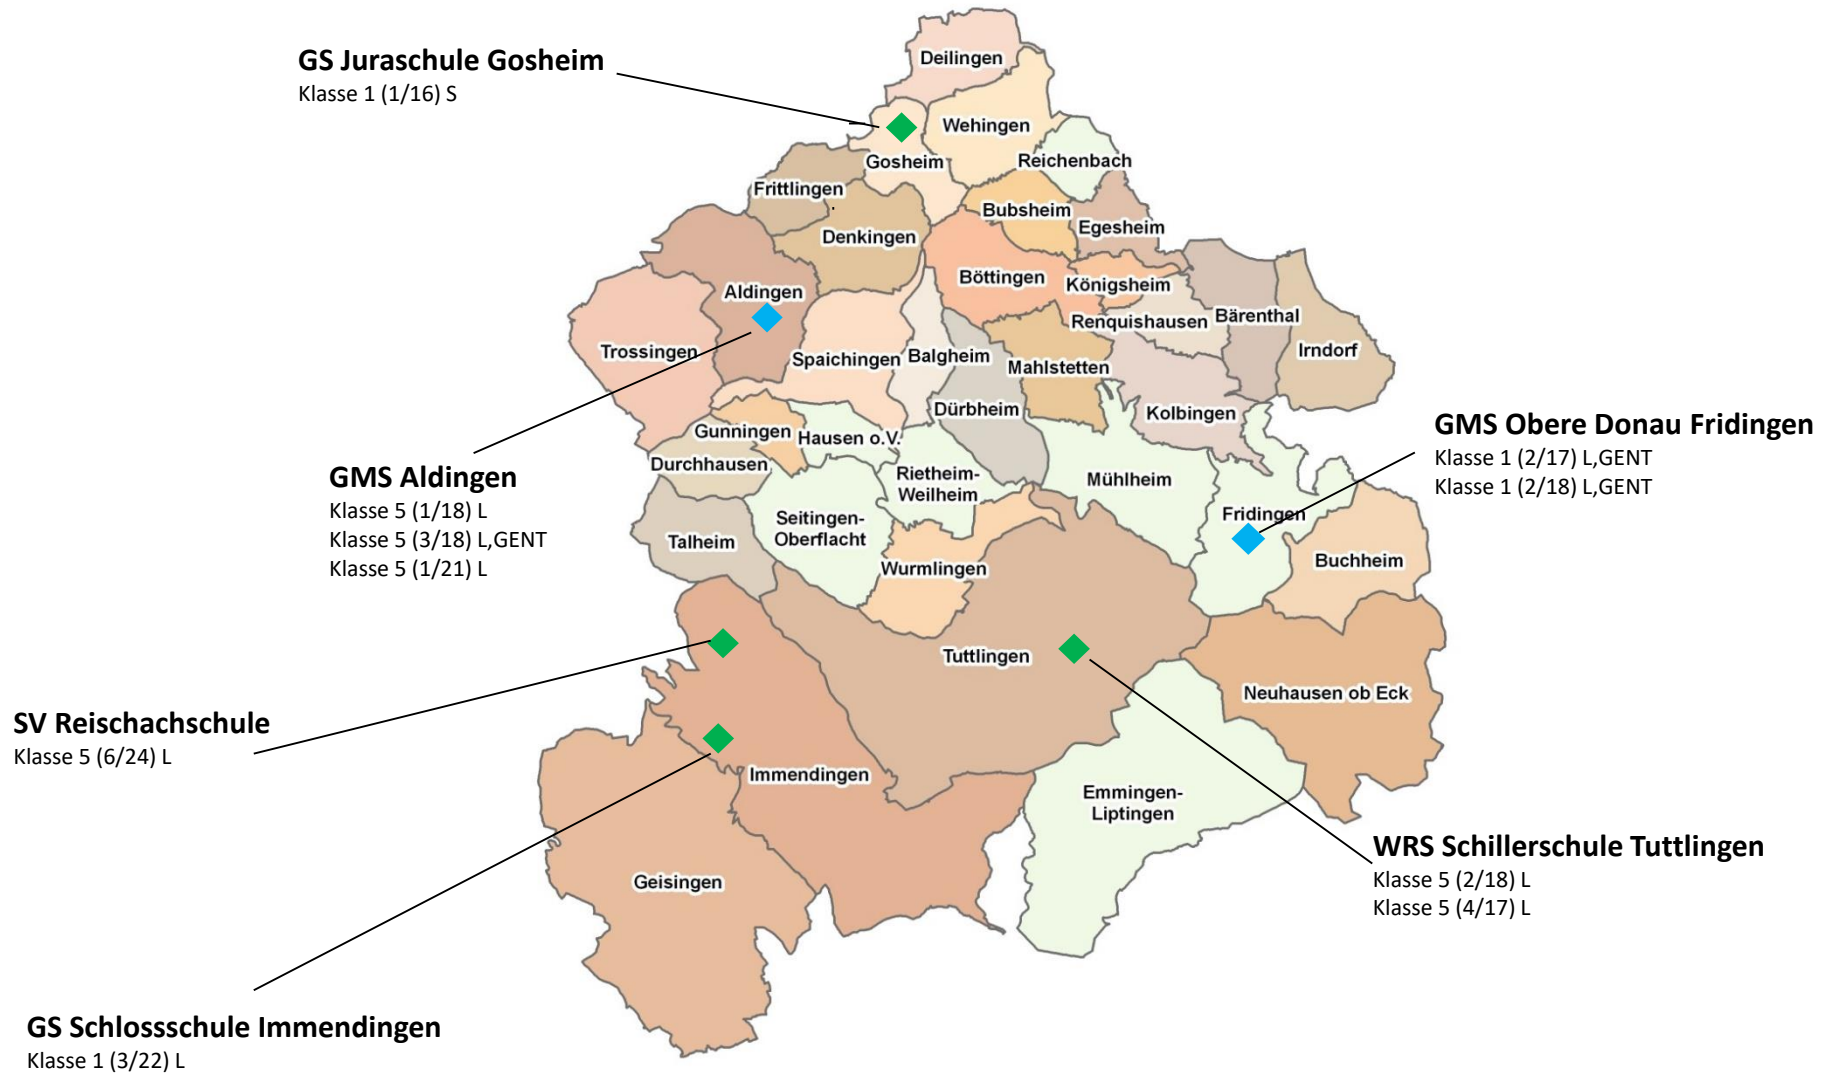 GS Juraschule Gosheim
Klasse 1 (1/16) S
Deilingen
Wehingen
Reichenbach
Gosheim
Frittlingen
Bubsheim
Egesheim
Denkingen
Böttingen
Königsheim
Aldingen
Renquishausen
Bärenthal
Trossingen
Spaichingen
Balgheim
Mahlstetten
Irndorf
Dürbheim
Kolbingen
Gunningen
Hausen o.V.
Durchhausen
Rietheim-
Weilheim
Mühlheim
Fridingen
Seitingen-
Oberflacht
Talheim
Wurmlingen
Buchheim
Tuttlingen
Neuhausen ob Eck
Immendingen
Emmingen-
Liptingen
Geisingen
GMS Obere Donau Fridingen
Klasse 1 (2/17) L,GENT
Klasse 1 (2/18) L,GENT
GMS Aldingen
Klasse 5 (1/18) L
Klasse 5 (3/18) L,GENT
Klasse 5 (1/21) L
SV Reischachschule
Klasse 5 (6/24) L
WRS Schillerschule Tuttlingen
Klasse 5 (2/18) L
Klasse 5 (4/17) L
GS Schlossschule Immendingen
Klasse 1 (3/22) L